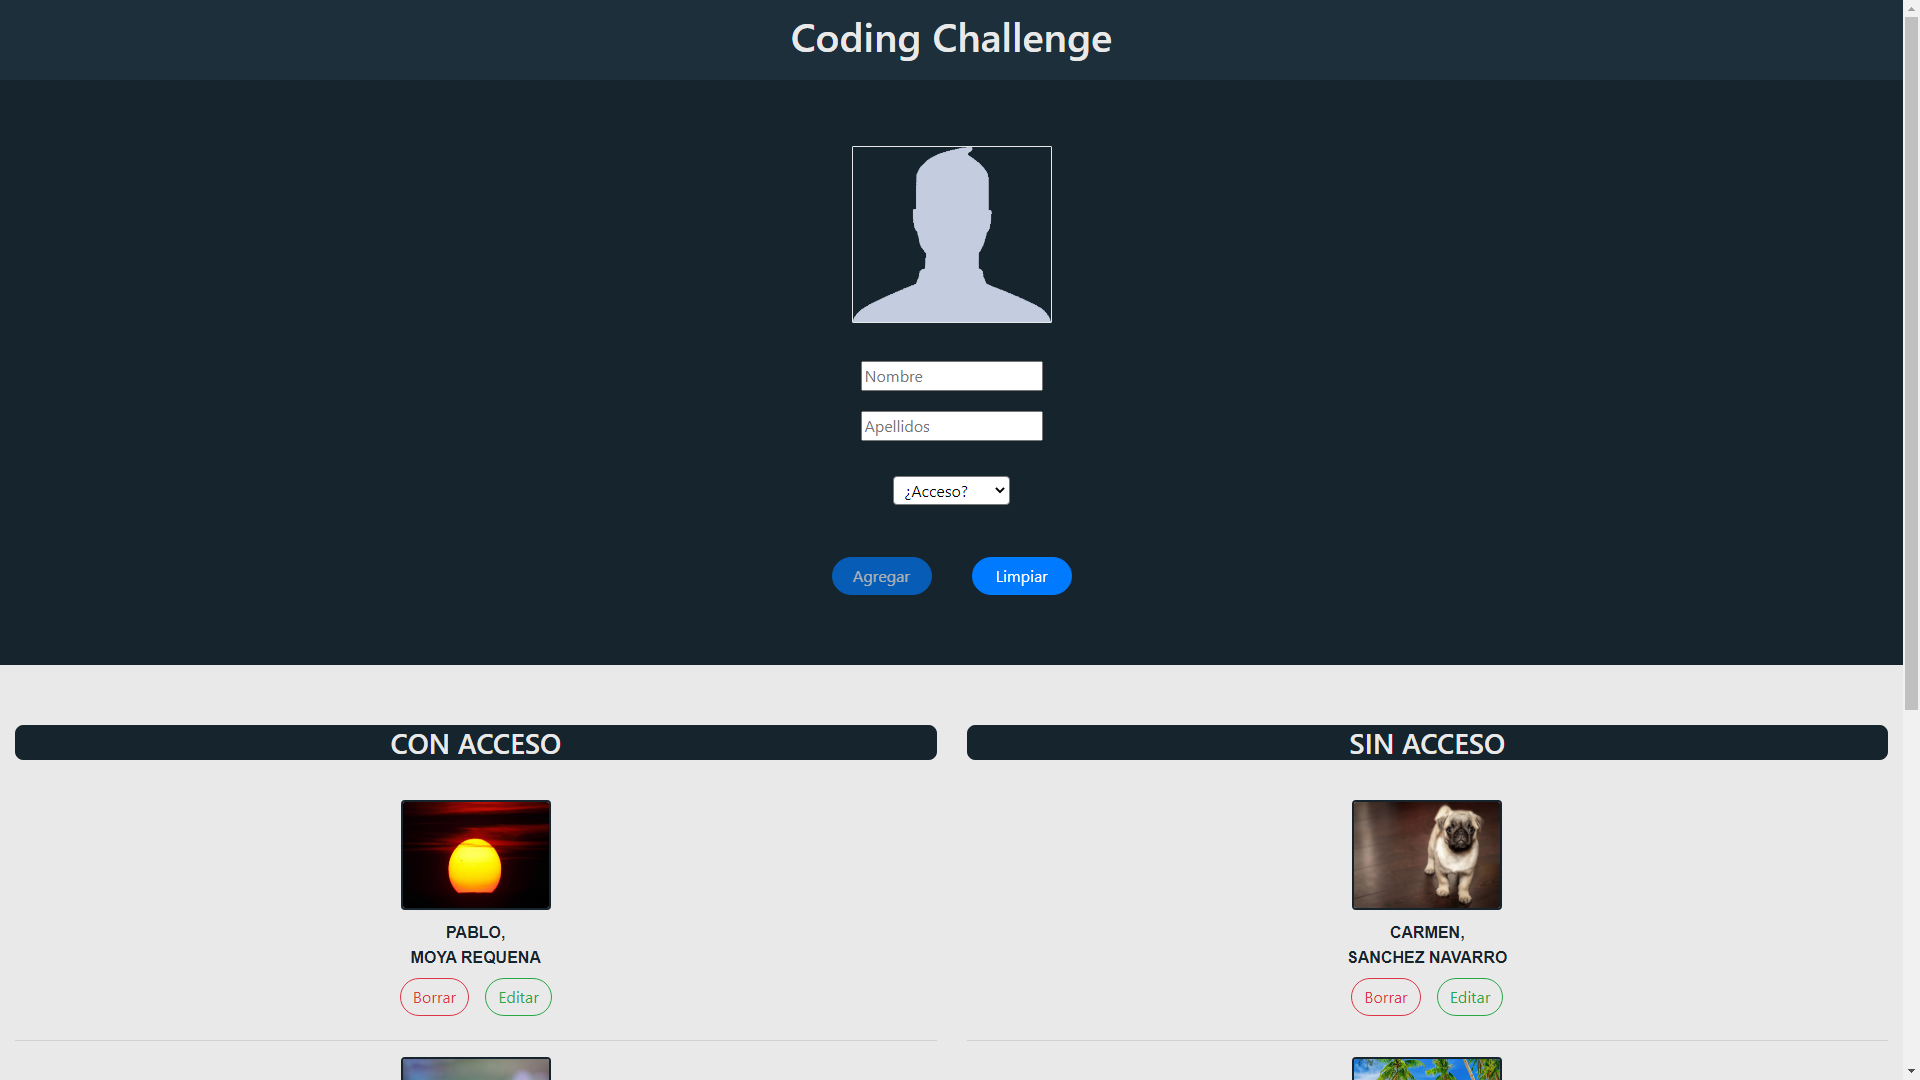 Coding Challenge
Nombre
Apellidos
¿Acceso?
Agregar Limpiar
CON ACCESO
PABLO,
MOYA REQUENA
Borrar Editar
SIN ACCESO
CARMEN,
SANCHEZ NAVARRO
Borrar Editar